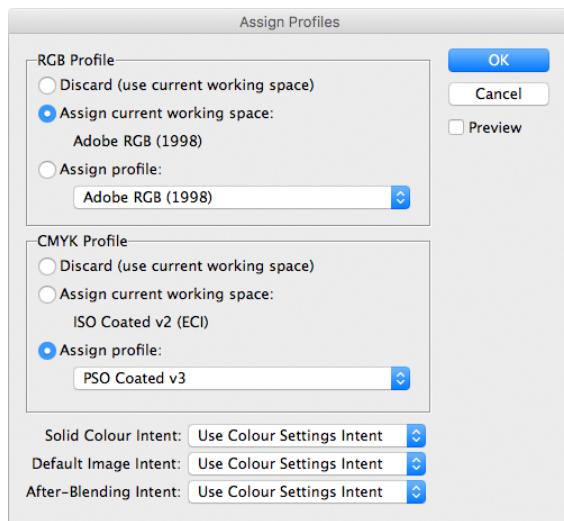 Assign Profiles
RGB Profile
Discard (use current working space)
Assign current working space:
Adobe RGB (1998)
Assign profile:
Adobe RGB (1998)
OK
Cancel
Preview
CMYK Profile
Discard (use current working space)
Assign current working space:
ISO Coated v2 (ECI)
Assign profile:
PSO Coated v3
Solid Colour Intent: Use Colour Settings Intent
Default Image Intent: Use Colour Settings Intent
After-Blending Intent: Use Colour Settings Intent